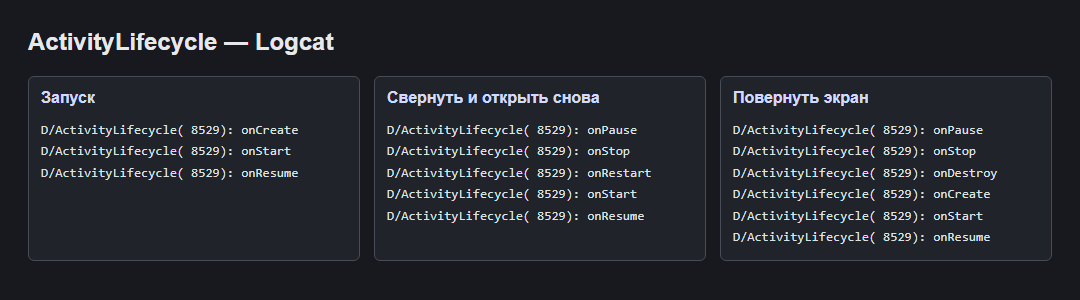 ActivityLifecycle — Logcat
Запуск
D/ActivityLifecycle( 8529): onCreate
D/ActivityLifecycle( 8529): onStart
D/ActivityLifecycle( 8529): onResume
Свернуть и открыть снова
D/ActivityLifecycle( 8529): onPause
D/ActivityLifecycle( 8529): onStop
D/ActivityLifecycle( 8529): onRestart
D/ActivityLifecycle( 8529): onStart
D/ActivityLifecycle( 8529): onResume
Повернуть экран
D/ActivityLifecycle( 8529): onPause
D/ActivityLifecycle( 8529): onStop
D/ActivityLifecycle( 8529): onDestroy
D/ActivityLifecycle( 8529): onCreate
D/ActivityLifecycle( 8529): onStart
D/ActivityLifecycle( 8529): onResume